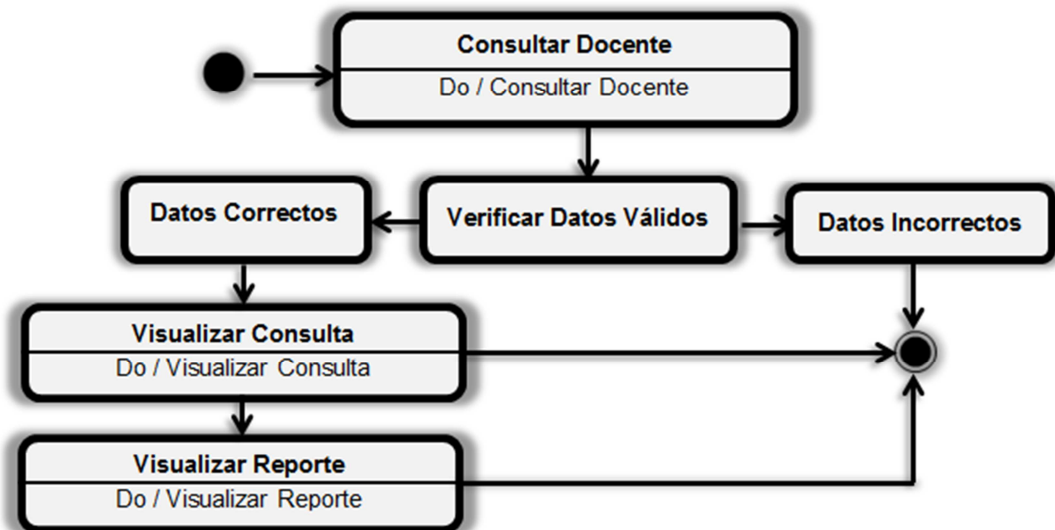 Consultar Docente
Do / Consultar Docente
Datos Correctos
Verificar Datos Válidos
Datos Incorrectos
Visualizar Consulta
Do / Visualizar Consulta
Visualizar Reporte
Do / Visualizar Reporte